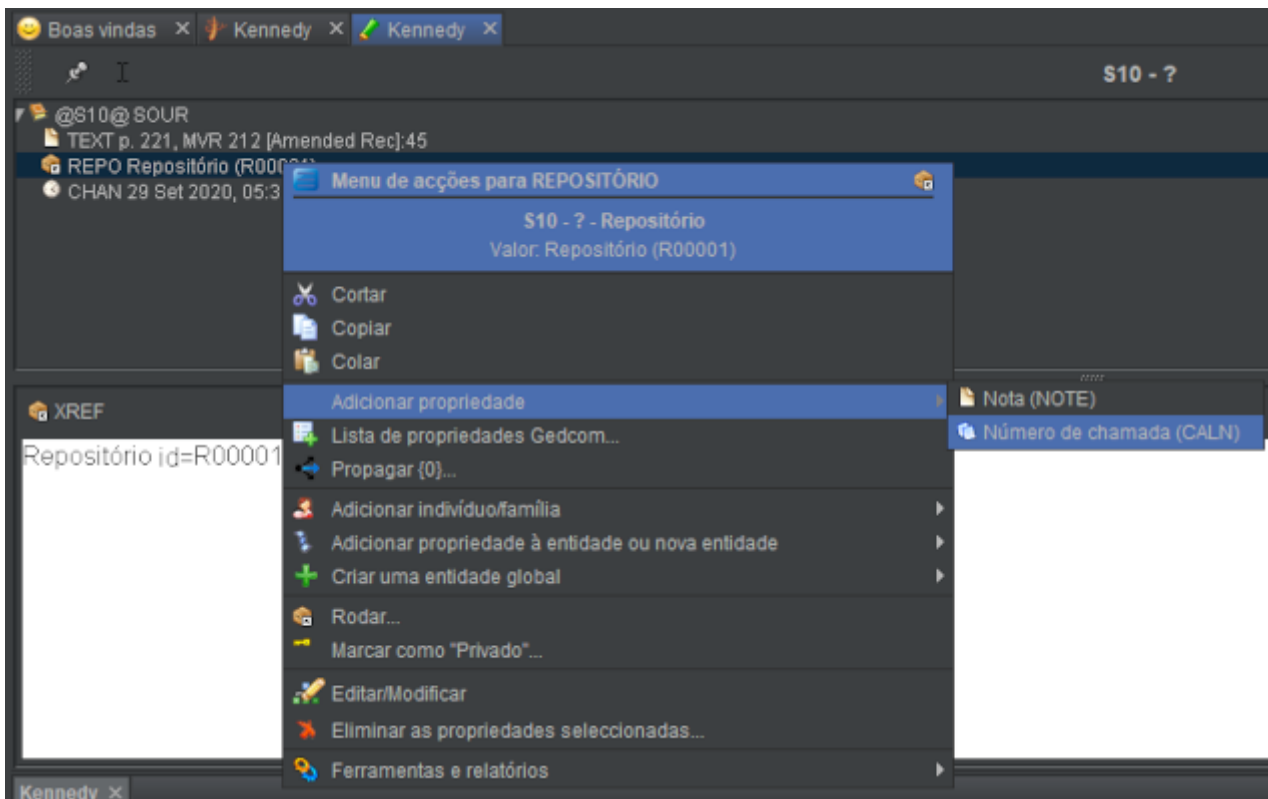 Boas vindas
Kennedy
Kennedy
S10 - ?
@S10@ SOUR
TEXT p. 221, MVR 212 [Amended Rec]:45
REPO Repositório (R00001)
CHAN 29 Set 2020, 05:3
Menu de acções para REPOSITÓRIO
S10 - ? - Repositório
Valor: Repositório (R00001)
Cortar
Copiar
Colar
Adicionar propriedade
Nota (NOTE)
Número de chamada (CALN)
Lista de propriedades Gedcom...
Propagar {0}...
Adicionar indivíduo/família
Adicionar propriedade à entidade ou nova entidade
Criar uma entidade global
Rodar...
Marcar como "Privado"...
Editar/Modificar
Eliminar as propriedades seleccionadas...
Ferramentas e relatórios
XREF
Repositório id=R00001
Kennedy